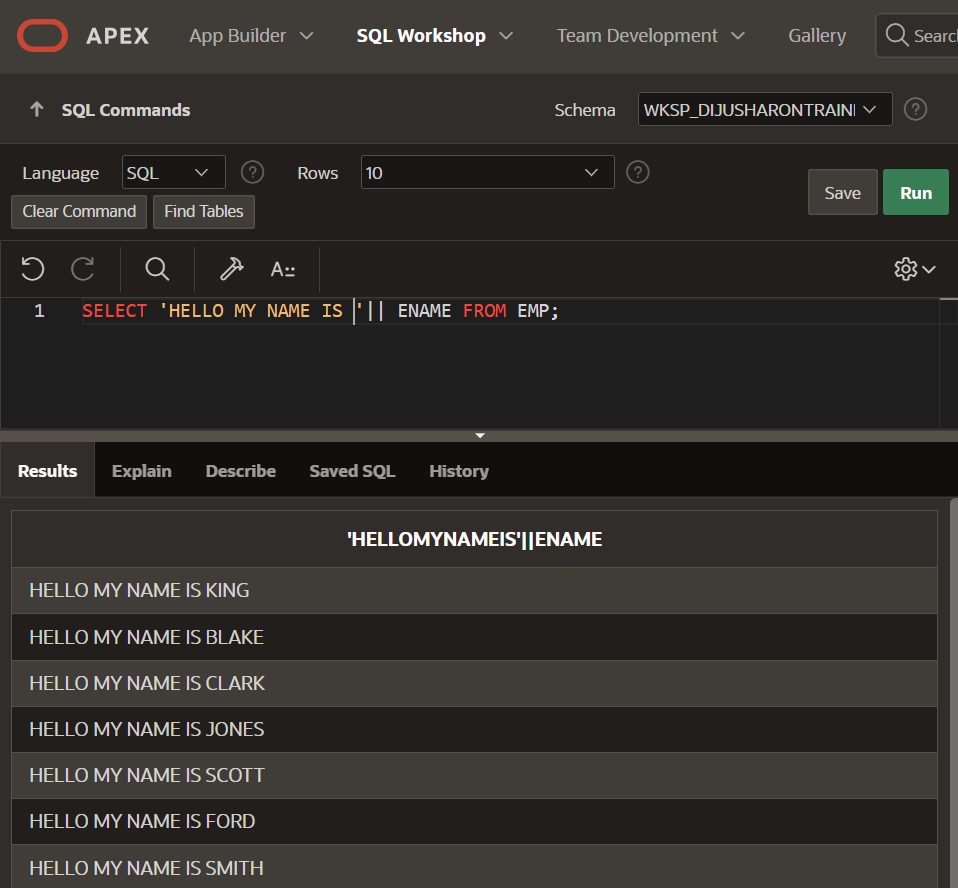 APEX App Builder SQL Workshop Team Development Gallery Search
SQL Commands Schema WKSP_DIJUSHARONTRAINI ?
Language SQL ? Rows 10 ?
Save Run
Clear Command Find Tables
A
1 SELECT 'HELLO MY NAME IS '|| ENAME FROM EMP;
Results Explain Describe Saved SQL History
'HELLOMYNAMEIS'||ENAME
HELLO MY NAME IS KING
HELLO MY NAME IS BLAKE
HELLO MY NAME IS CLARK
HELLO MY NAME IS JONES
HELLO MY NAME IS SCOTT
HELLO MY NAME IS FORD
HELLO MY NAME IS SMITH